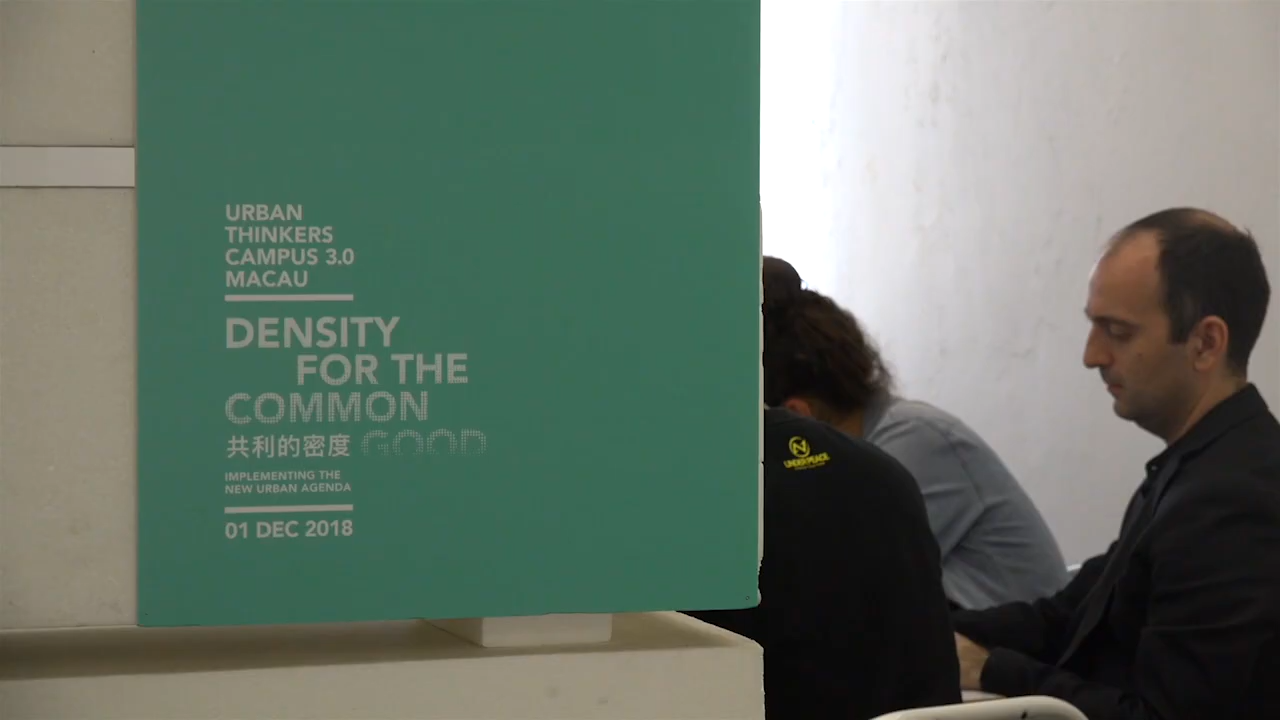 URBAN
THINKERS
CAMPUS 3.0
MACAU
DENSITY
FOR THE
COMMON
共利的密度 GOOD
IMPLEMENTING THE
NEW URBAN AGENDA
01 DEC 2018
N
UNDERPEACE